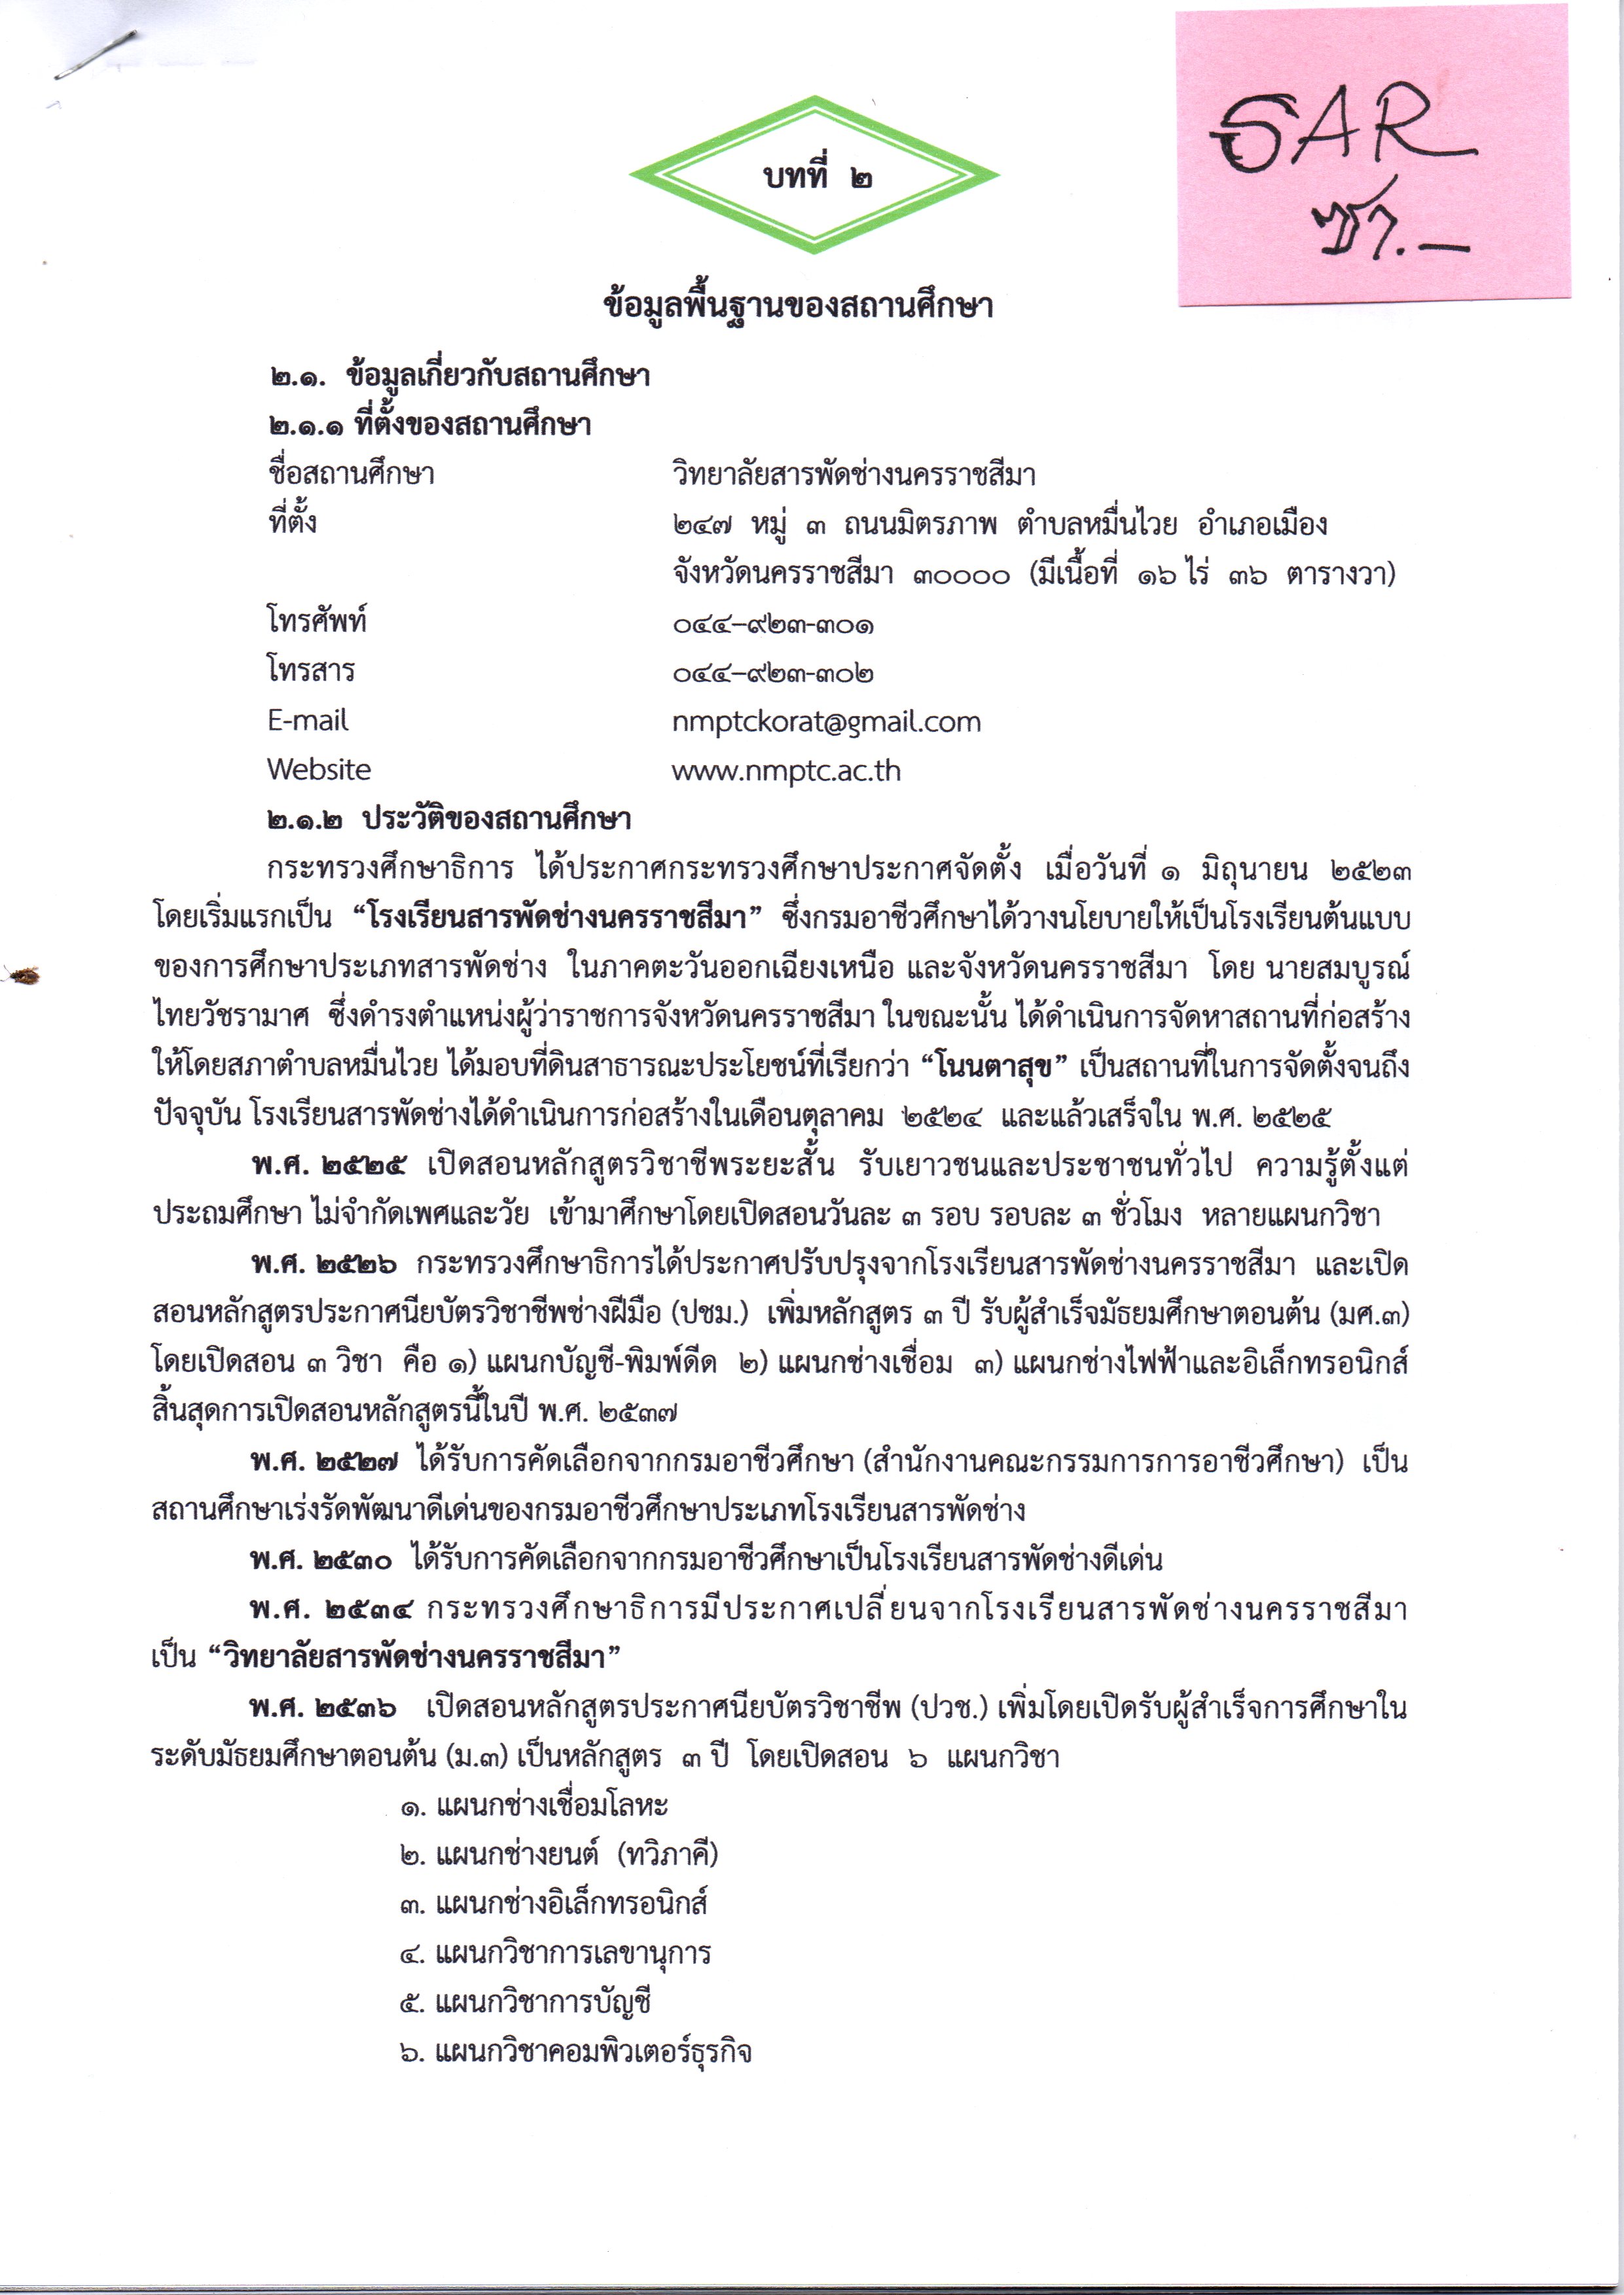 SAR
บทที่ ๒
ข้อมูลพื้นฐานของสถานศึกษา
๒.๑. ข้อมูลเกี่ยวกับสถานศึกษา
๒.๑.๑ ที่ตั้งของสถานศึกษา
ชื่อสถานศึกษา วิทยาลัยสารพัดช่างนครราชสีมา
ที่ตั้ง ๒๔๗ หมู่ ๓ ถนนมิตรภาพ ตำบลหมื่นไวย อำเภอเมือง
จังหวัดนครราชสีมา ๓๐๐๐๐ (มีเนื้อที่ ๑๖ ไร่ ๓๖ ตารางวา)
โทรศัพท์ ๐๔๔–๙๒๓-๓๐๑
โทรสาร ๐๔๔–๙๒๓-๓๐๒
E-mail nmptckorat@gmail.com
Website www.nmptc.ac.th
๒.๑.๒ ประวัติของสถานศึกษา
กระทรวงศึกษาธิการ ได้ประกาศกระทรวงศึกษาประกาศจัดตั้ง เมื่อวันที่ ๑ มิถุนายน ๒๕๒๓
โดยเริ่มแรกเป็น “โรงเรียนสารพัดช่างนครราชสีมา” ซึ่งกรมอาชีวศึกษาได้วางนโยบายให้เป็นโรงเรียนต้นแบบ
ของการศึกษาประเภทสารพัดช่าง ในภาคตะวันออกเฉียงเหนือ และจังหวัดนครราชสีมา โดย นายสมบูรณ์
ไทยวัชรามาศ ซึ่งดำรงตำแหน่งผู้ว่าราชการจังหวัดนครราชสีมา ในขณะนั้น ได้ดำเนินการจัดหาสถานที่ก่อสร้าง
ให้โดยสภาตำบลหมื่นไวย ได้มอบที่ดินสาธารณะประโยชน์ที่เรียกว่า “โนนตาสุข” เป็นสถานที่ในการจัดตั้งจนถึง
ปัจจุบัน โรงเรียนสารพัดช่างได้ดำเนินการก่อสร้างในเดือนตุลาคม ๒๕๒๔ และแล้วเสร็จใน พ.ศ. ๒๕๒๕
พ.ศ. ๒๕๒๕ เปิดสอนหลักสูตรวิชาชีพระยะสั้น รับเยาวชนและประชาชนทั่วไป ความรู้ตั้งแต่
ประถมศึกษา ไม่จำกัดเพศและวัย เข้ามาศึกษาโดยเปิดสอนวันละ ๓ รอบ รอบละ ๓ ชั่วโมง หลายแผนกวิชา
พ.ศ. ๒๕๒๖ กระทรวงศึกษาธิการได้ประกาศปรับปรุงจากโรงเรียนสารพัดช่างนครราชสีมา และเปิด
สอนหลักสูตรประกาศนียบัตรวิชาชีพช่างฝีมือ (ปชม.) เพิ่มหลักสูตร ๓ ปี รับผู้สำเร็จมัธยมศึกษาตอนต้น (มศ.๓)
โดยเปิดสอน ๓ วิชา คือ ๑) แผนกบัญชี-พิมพ์ดีด ๒) แผนกช่างเชื่อม ๓) แผนกช่างไฟฟ้าและอิเล็กทรอนิกส์
สิ้นสุดการเปิดสอนหลักสูตรนี้ในปี พ.ศ. ๒๕๓๗
พ.ศ. ๒๕๒๗ ได้รับการคัดเลือกจากกรมอาชีวศึกษา (สำนักงานคณะกรรมการการอาชีวศึกษา) เป็น
สถานศึกษาเร่งรัดพัฒนาดีเด่นของกรมอาชีวศึกษาประเภทโรงเรียนสารพัดช่าง
พ.ศ. ๒๕๓๐ ได้รับการคัดเลือกจากกรมอาชีวศึกษาเป็นโรงเรียนสารพัดช่างดีเด่น
พ.ศ. ๒๕๓๔ กระทรวงศึกษาธิการมีประกาศเปลี่ยนจากโรงเรียนสารพัดช่างนครราชสีมา
เป็น “วิทยาลัยสารพัดช่างนครราชสีมา”
พ.ศ. ๒๕๓๖ เปิดสอนหลักสูตรประกาศนียบัตรวิชาชีพ (ปวช.) เพิ่มโดยเปิดรับผู้สำเร็จการศึกษาใน
ระดับมัธยมศึกษาตอนต้น (ม.๓) เป็นหลักสูตร ๓ ปี โดยเปิดสอน ๖ แผนกวิชา
๑. แผนกช่างเชื่อมโลหะ
๒. แผนกช่างยนต์ (ทวิภาคี)
๓. แผนกช่างอิเล็กทรอนิกส์
๔. แผนกวิชาการเลขานุการ
๕. แผนกวิชาการบัญชี
๖. แผนกวิชาคอมพิวเตอร์ธุรกิจ